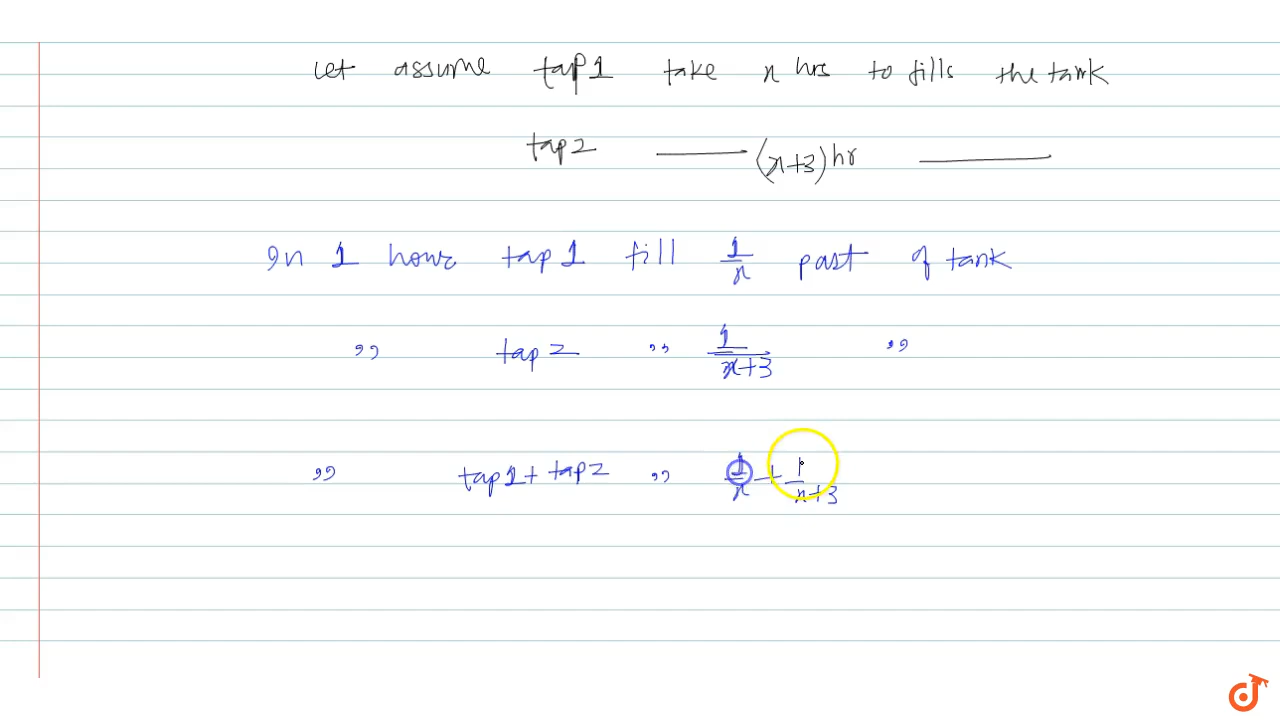 Let assume tap 1 take x hrs to fills the tank
tap 2 —— (x+3) hr ——
In 1 hour tap 1 fill 1/x part of tank
,, tap 2 ,, 1/(x+3) ,,
,, tap 1 + tap 2 ,, 1/x + 1/(x+3)